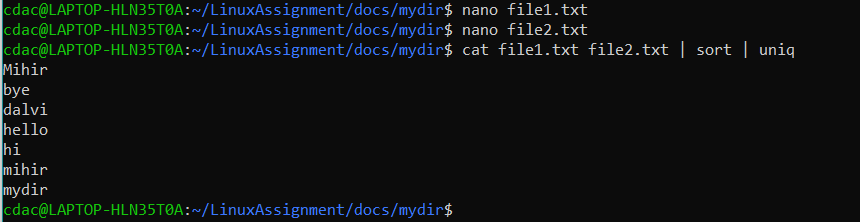 cdac@LAPTOP-HLN35T0A:~/LinuxAssignment/docs/mydir$ nano file1.txt
cdac@LAPTOP-HLN35T0A:~/LinuxAssignment/docs/mydir$ nano file2.txt
cdac@LAPTOP-HLN35T0A:~/LinuxAssignment/docs/mydir$ cat file1.txt file2.txt | sort | uniq
Mihir
bye
dalvi
hello
hi
mihir
mydir
cdac@LAPTOP-HLN35T0A:~/LinuxAssignment/docs/mydir$